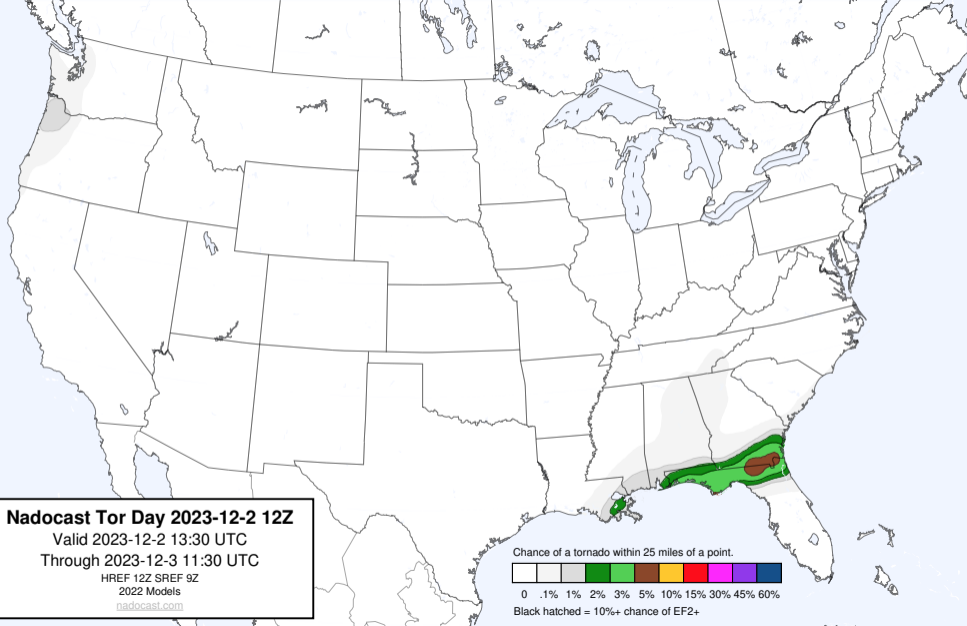 Nadocast Tor Day 2023-12-2 12Z
Valid 2023-12-2 13:30 UTC
Through 2023-12-3 11:30 UTC
HREF 12Z SREF 9Z
2022 Models
nadocast.com
Chance of a tornado within 25 miles of a point.
0 .1% 1% 2% 3% 5% 10% 15% 30% 45% 60%
Black hatched = 10%+ chance of EF2+